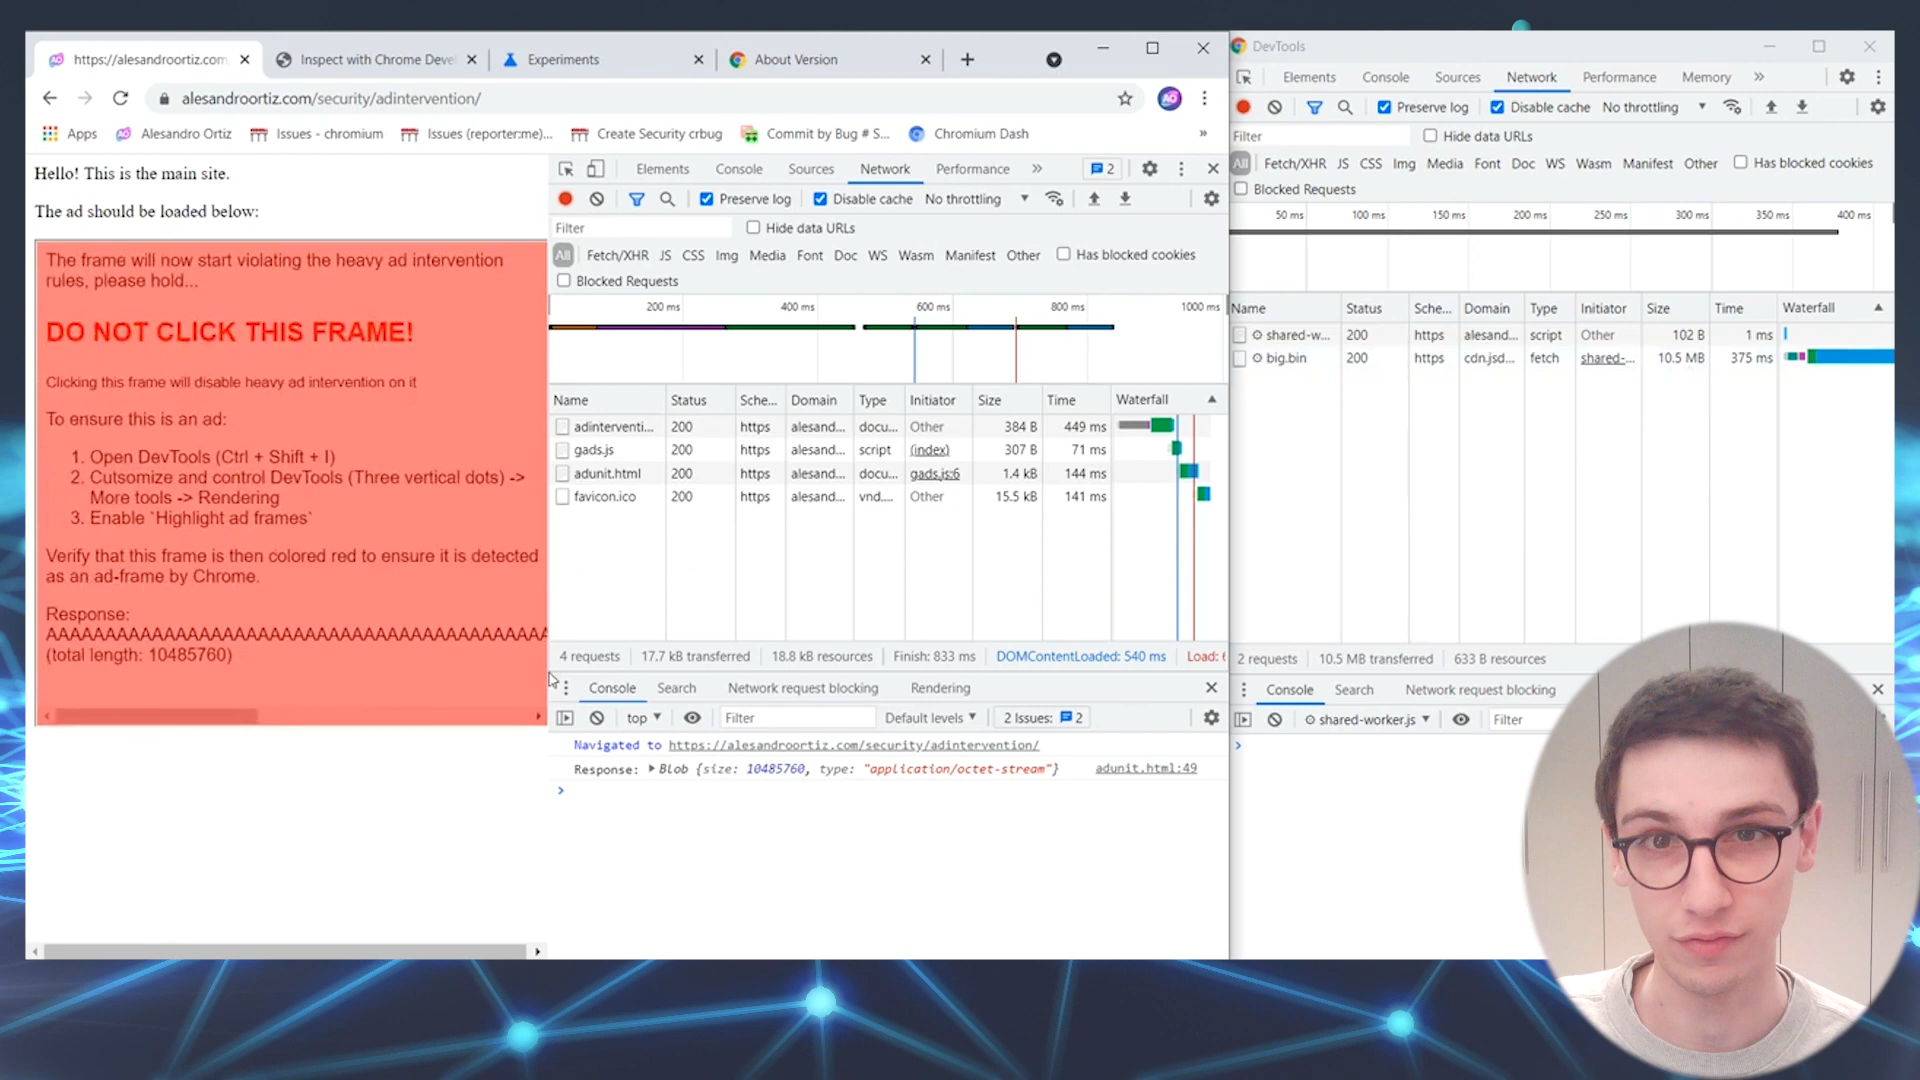 https://alesandroortiz.com,
Inspect with Chrome Deve
Experiments
About Version
alesandroortiz.com/security/adintervention/
Apps
Alesandro Ortiz
Issues - chromium
Issues (reporter:me)...
Create Security crbug
Commit by Bug # S...
Chromium Dash
»
Hello! This is the main site.
The ad should be loaded below:
The frame will now start violating the heavy ad intervention
rules, please hold...
DO NOT CLICK THIS FRAME!
Clicking this frame will disable heavy ad intervention on it
To ensure this is an ad:
1. Open DevTools (Ctrl + Shift + I)
2. Cutsomize and control DevTools (Three vertical dots) ->
More tools -> Rendering
3. Enable `Highlight ad frames`
Verify that this frame is then colored red to ensure it is detected
as an ad-frame by Chrome.
Response:
(total length: 10485760)
Elements Console Sources Network Performance » 2
Preserve log Disable cache No throttling
Filter Hide data URLs
All Fetch/XHR JS CSS Img Media Font Doc WS Wasm Manifest Other Has blocked cookies
Blocked Requests
200 ms 400 ms 600 ms 800 ms 1000 ms
Name Status Sche... Domain Type Initiator Size Time Waterfall
adinterventi... 200 https alesand... docu... Other 384 B 449 ms
gads.js 200 https alesand... script (index) 307 B 71 ms
adunit.html 200 https alesand... docu... gads.js:6 1.4 kB 144 ms
favicon.ico 200 https alesand... vnd.... Other 15.5 kB 141 ms
4 requests 17.7 kB transferred 18.8 kB resources Finish: 833 ms DOMContentLoaded: 540 ms Load: 6
Console Search Network request blocking Rendering
top Filter Default levels 2 Issues: 2
Navigated to https://alesandroortiz.com/security/adintervention/
Response: Blob {size: 10485760, type: "application/octet-stream"} adunit.html:49
DevTools
Elements Console Sources Network Performance Memory »
Preserve log Disable cache No throttling
Filter Hide data URLs
All Fetch/XHR JS CSS Img Media Font Doc WS Wasm Manifest Other Has blocked cookies
Blocked Requests
50 ms 100 ms 150 ms 200 ms 250 ms 300 ms 350 ms 400 ms
Name Status Sche... Domain Type Initiator Size Time Waterfall
shared-w... 200 https alesand... script Other 102 B 1 ms
big.bin 200 https cdn.jsd... fetch shared-... 10.5 MB 375 ms
2 requests 10.5 MB transferred 633 B resources
Console Search Network request blocking
shared-worker.js Filter